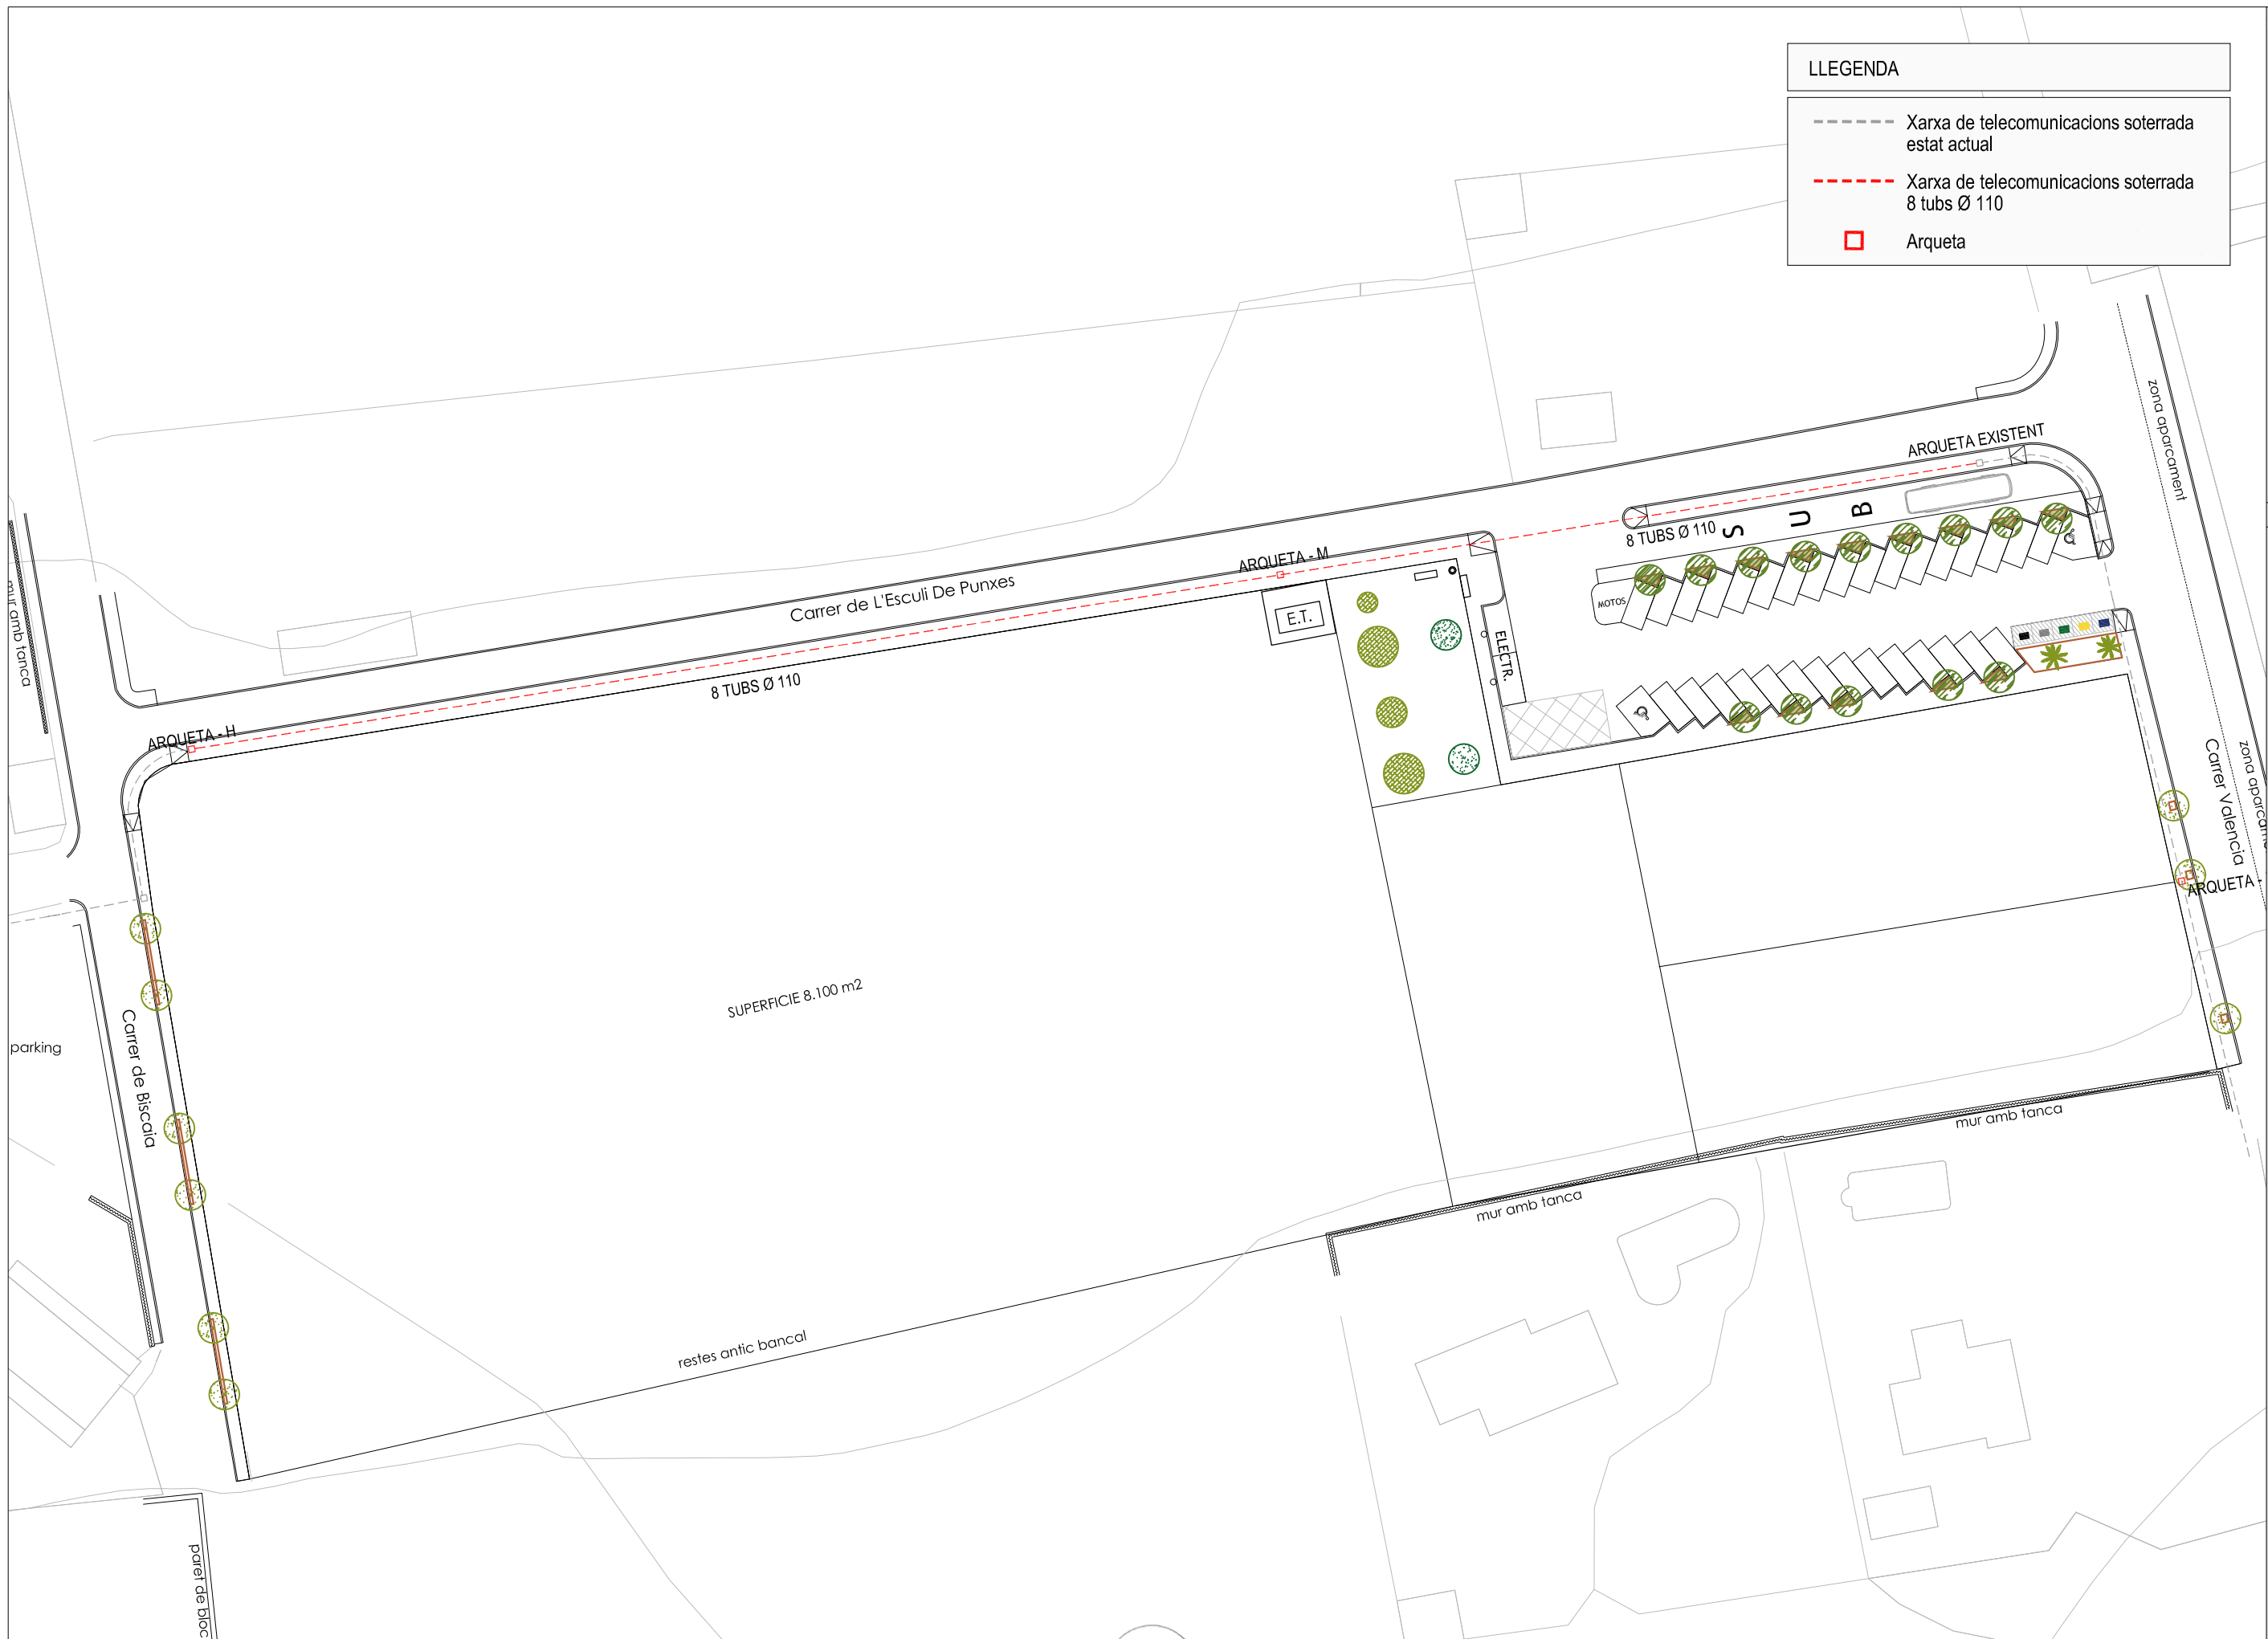 LLEGENDA
Xarxa de telecomunicacions soterrada
estat actual
Xarxa de telecomunicacions soterrada
8 tubs Ø 110
Arqueta
zona aparcament
ARQUETA EXISTENT
8 TUBS Ø 110
S U B
ARQUETA - M
Carrer de L'Esculi De Punxes
MOTOS
E.T.
ELECTR.
mur amb tanca
8 TUBS Ø 110
ARQUETA - H
Carrer Valencia
zona aparcame
ARQUETA -
SUPERFICIE 8.100 m2
parking
Carrer de Biscaia
mur amb tanca
mur amb tanca
restes antic bancal
paret de bloc